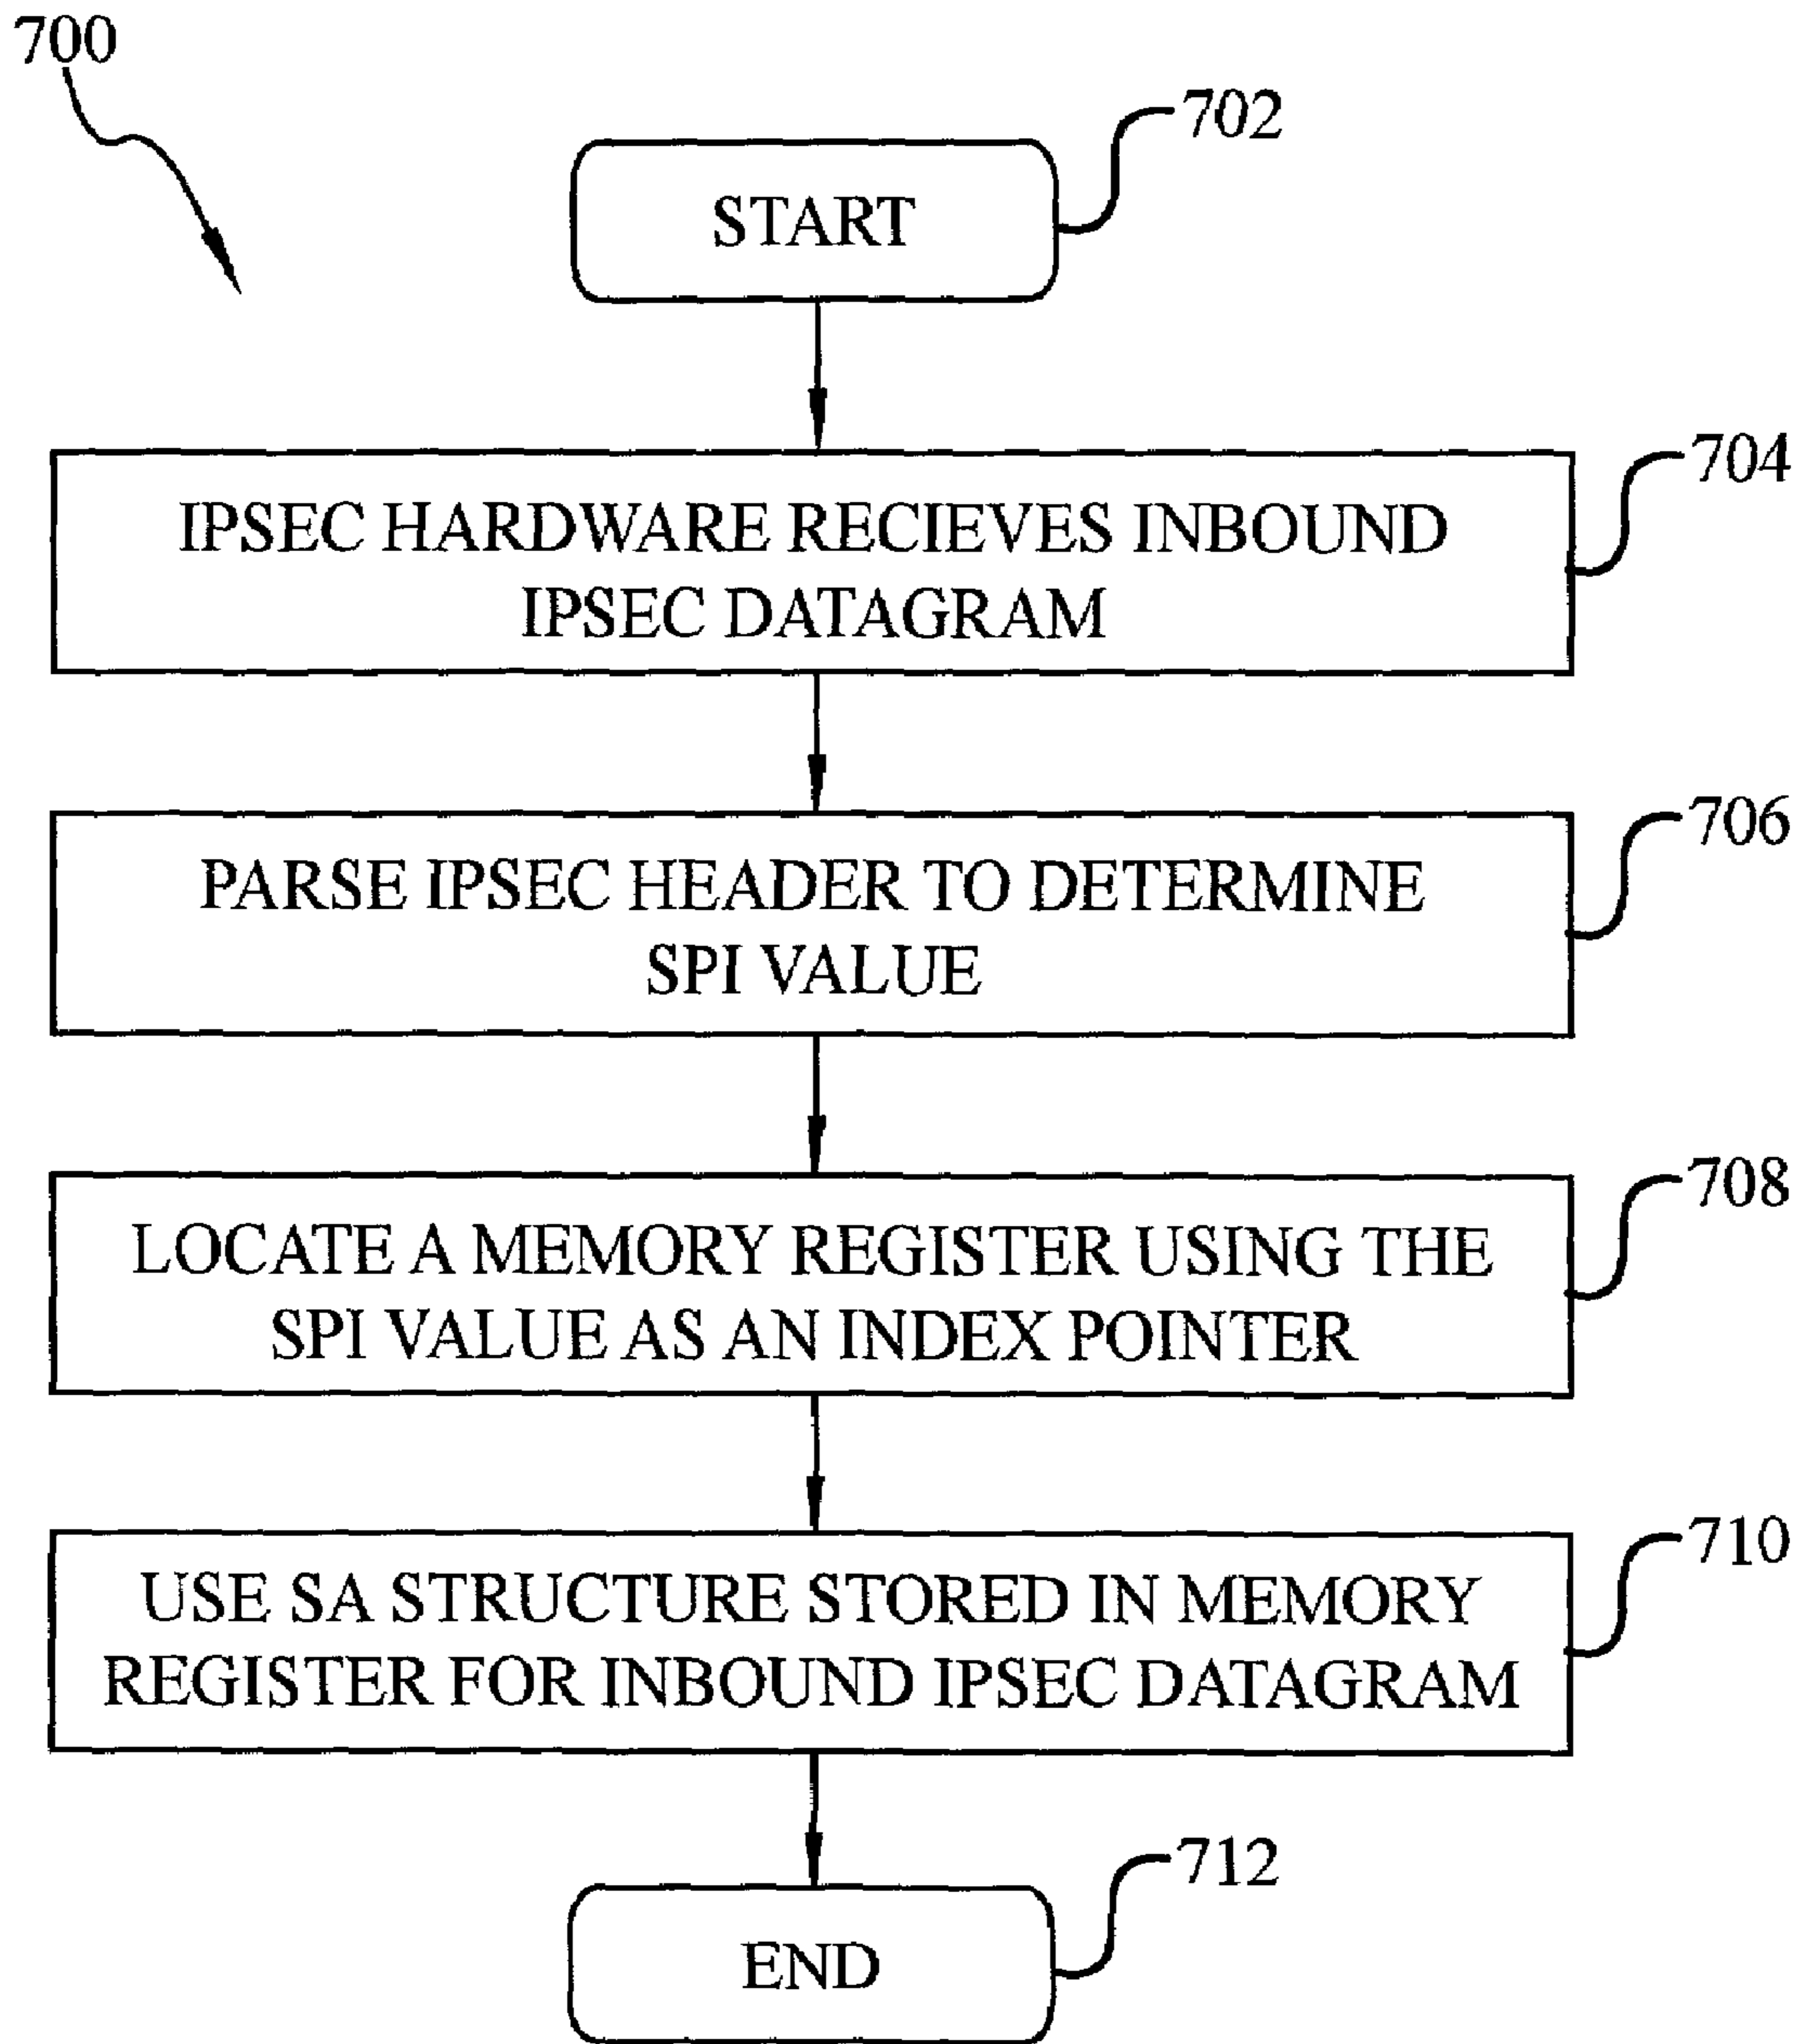 700
702
START
704
IPSEC HARDWARE RECIEVES INBOUND
IPSEC DATAGRAM
706
PARSE IPSEC HEADER TO DETERMINE
SPI VALUE
708
LOCATE A MEMORY REGISTER USING THE
SPI VALUE AS AN INDEX POINTER
710
USE SA STRUCTURE STORED IN MEMORY
REGISTER FOR INBOUND IPSEC DATAGRAM
712
END